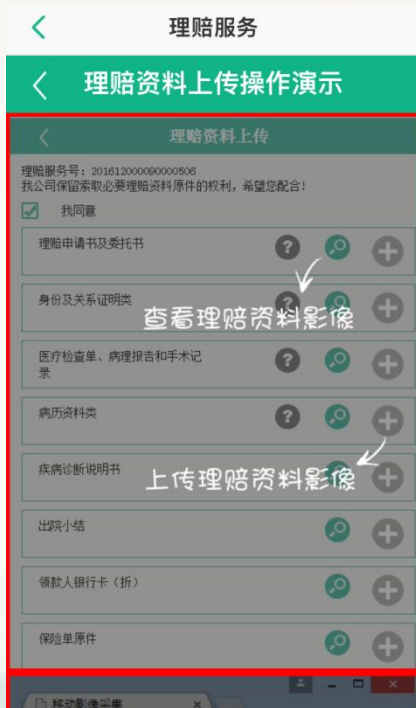 理赔服务
理赔资料上传操作演示
理赔资料上传
理赔服务号：201612000090000506
我公司保留索取必要理赔资料原件的权利，希望您配合！
我同意
理赔申请书及委托书
身份及关系证明类
查看理赔资料影像
医疗检查单、病理报告和手术记
录
病历资料类
疾病诊断说明书
上传理赔资料影像
出院小结
领款人银行卡（折）
保险单原件
移动影像采集